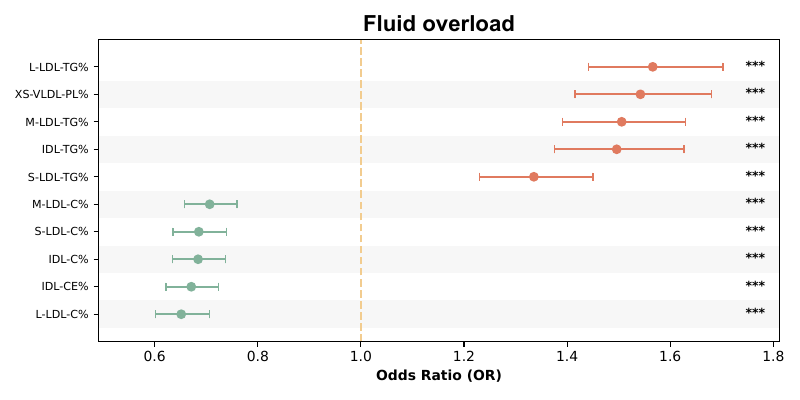 Fluid overload
L-LDL-TG% ***
XS-VLDL-PL% ***
M-LDL-TG% ***
IDL-TG% ***
S-LDL-TG% ***
M-LDL-C% ***
S-LDL-C% ***
IDL-C% ***
IDL-CE% ***
L-LDL-C% ***
0.6 0.8 1.0 1.2 1.4 1.6 1.8
Odds Ratio (OR)